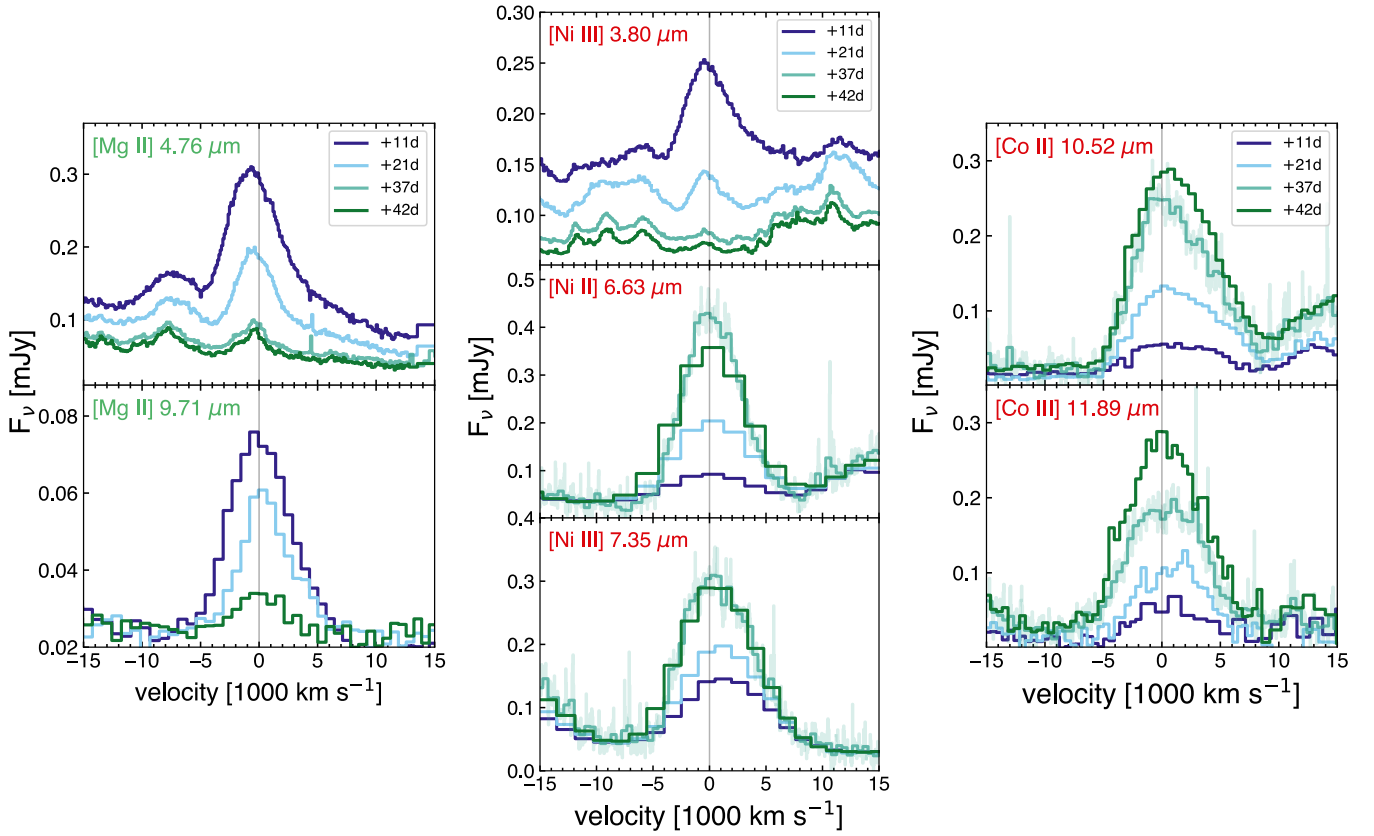 [Mg II] 4.76 μm
+11d
+21d
+37d
+42d
0.3
0.2
0.1
F_ν [mJy]
[Mg II] 9.71 μm
0.08
0.06
0.04
0.02
−15 −10 −5 0 5 10 15
velocity [1000 km s⁻¹]
[Ni III] 3.80 μm
+11d
+21d
+37d
+42d
0.30
0.25
0.20
0.15
0.10
[Ni II] 6.63 μm
0.5
0.4
0.3
0.2
0.1
F_ν [mJy]
[Ni III] 7.35 μm
0.4
0.3
0.2
0.1
0.0
−15 −10 −5 0 5 10 15
velocity [1000 km s⁻¹]
[Co II] 10.52 μm
+11d
+21d
+37d
+42d
0.3
0.2
0.1
F_ν [mJy]
[Co III] 11.89 μm
0.3
0.2
0.1
−15 −10 −5 0 5 10 15
velocity [1000 km s⁻¹]